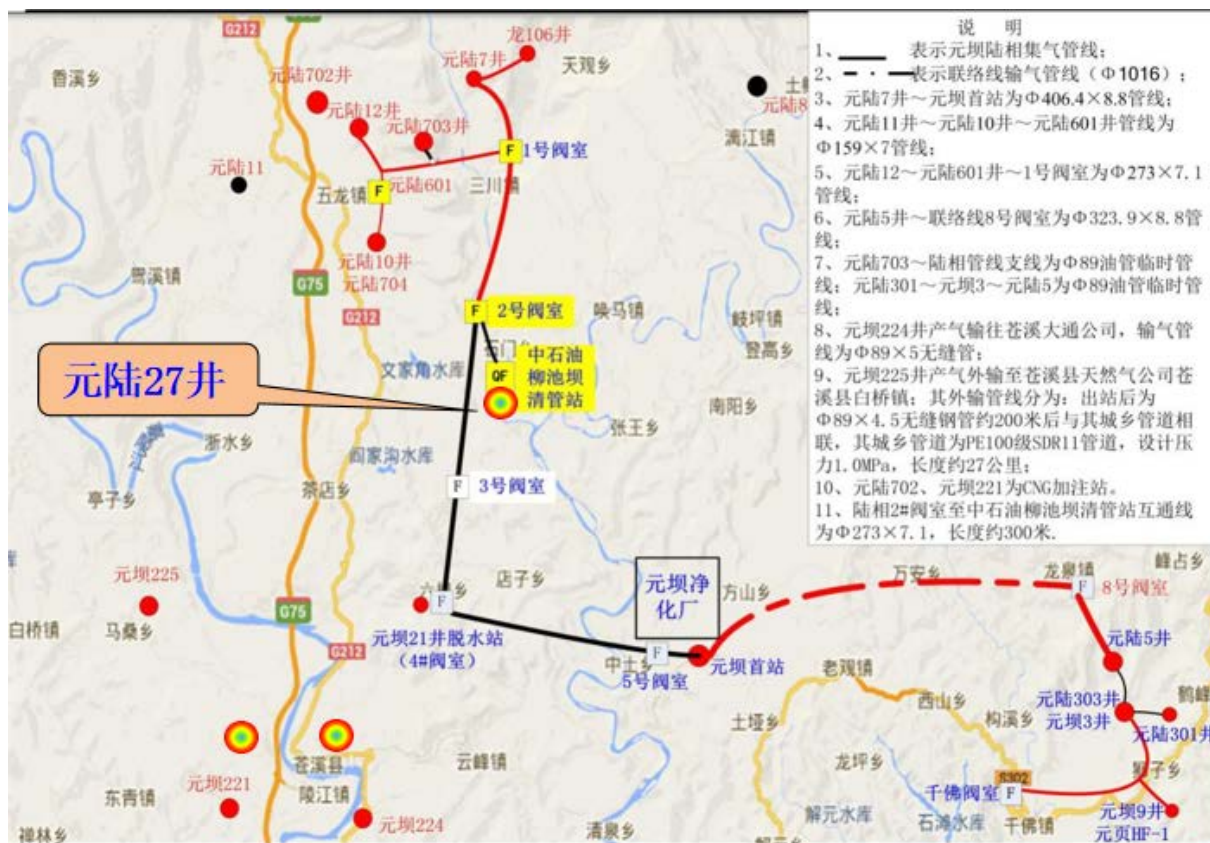 说 明
1、 表示元坝陆相集气管线;
2、 表示联络线输气管线(Φ1016);
3、元陆7井~元坝首站为Φ406.4×8.8管线;
4、元陆11井~元陆10井~元陆601井管线为
Φ159×7管线;
5、元陆12~元陆601井~1号阀室为Φ273×7.1
管线;
6、元陆5井~联络线8号阀室为Φ323.9×8.8管
线;
7、元陆703~陆相管线支线为Φ89油管临时管
线;元陆301~元坝3~元陆5为Φ89油管临时管
线;
8、元坝224井产气输往苍溪大通公司,输气管
线为Φ89×5无缝管;
9、元坝225井产气外输至苍溪县天然气公司苍
溪县白桥镇;其外输管线分为:出站后为
Φ89×4.5无缝钢管约200米后与其城乡管道相
联,其城乡管道为PE100级SDR11管道,设计压
力1.0MPa,长度约27公里;
10、元陆702、元坝221为CNG加注站。
11、陆相2#阀室至中石油柳池坝清管站互通线
为Φ273×7.1,长度约300米.
G212
龙106井
元陆7井
天观乡
香溪乡
元陆702井
元陆12井
元陆703井
元陆8
漓江镇
F
1号阀室
元陆11
元陆601
三川镇
五龙镇
F
元陆10井
元陆704
鸳溪镇
G75
G212
F
2号阀室
唤马镇
歧坪镇
登高乡
石门乡
中石油
柳池坝
清管站
QF
文家角水库
元陆27井
南阳乡
张王乡
浙水乡
阎家沟水库
亭子乡
茶店乡
F
3号阀室
元坝225
白桥镇
马桑乡
G75
G212
店子乡
F
元坝21井脱水站
(4#阀室)
元坝净
化厂
方山乡
万安乡
龙泉镇
峰占乡
F
8号阀室
中土乡
F
5号阀室
元坝首站
元陆5井
老观镇
元陆303井
元坝3井
鹤峰
元陆301井
西山乡
构溪乡
土垭乡
龙坪乡
S302
千佛阀室
F
千佛镇
元坝9井
元页HF-1
解元水库
石滩水库
苍溪县
陵江镇
云峰镇
元坝221
东青镇
元坝224
禅林乡
清泉乡